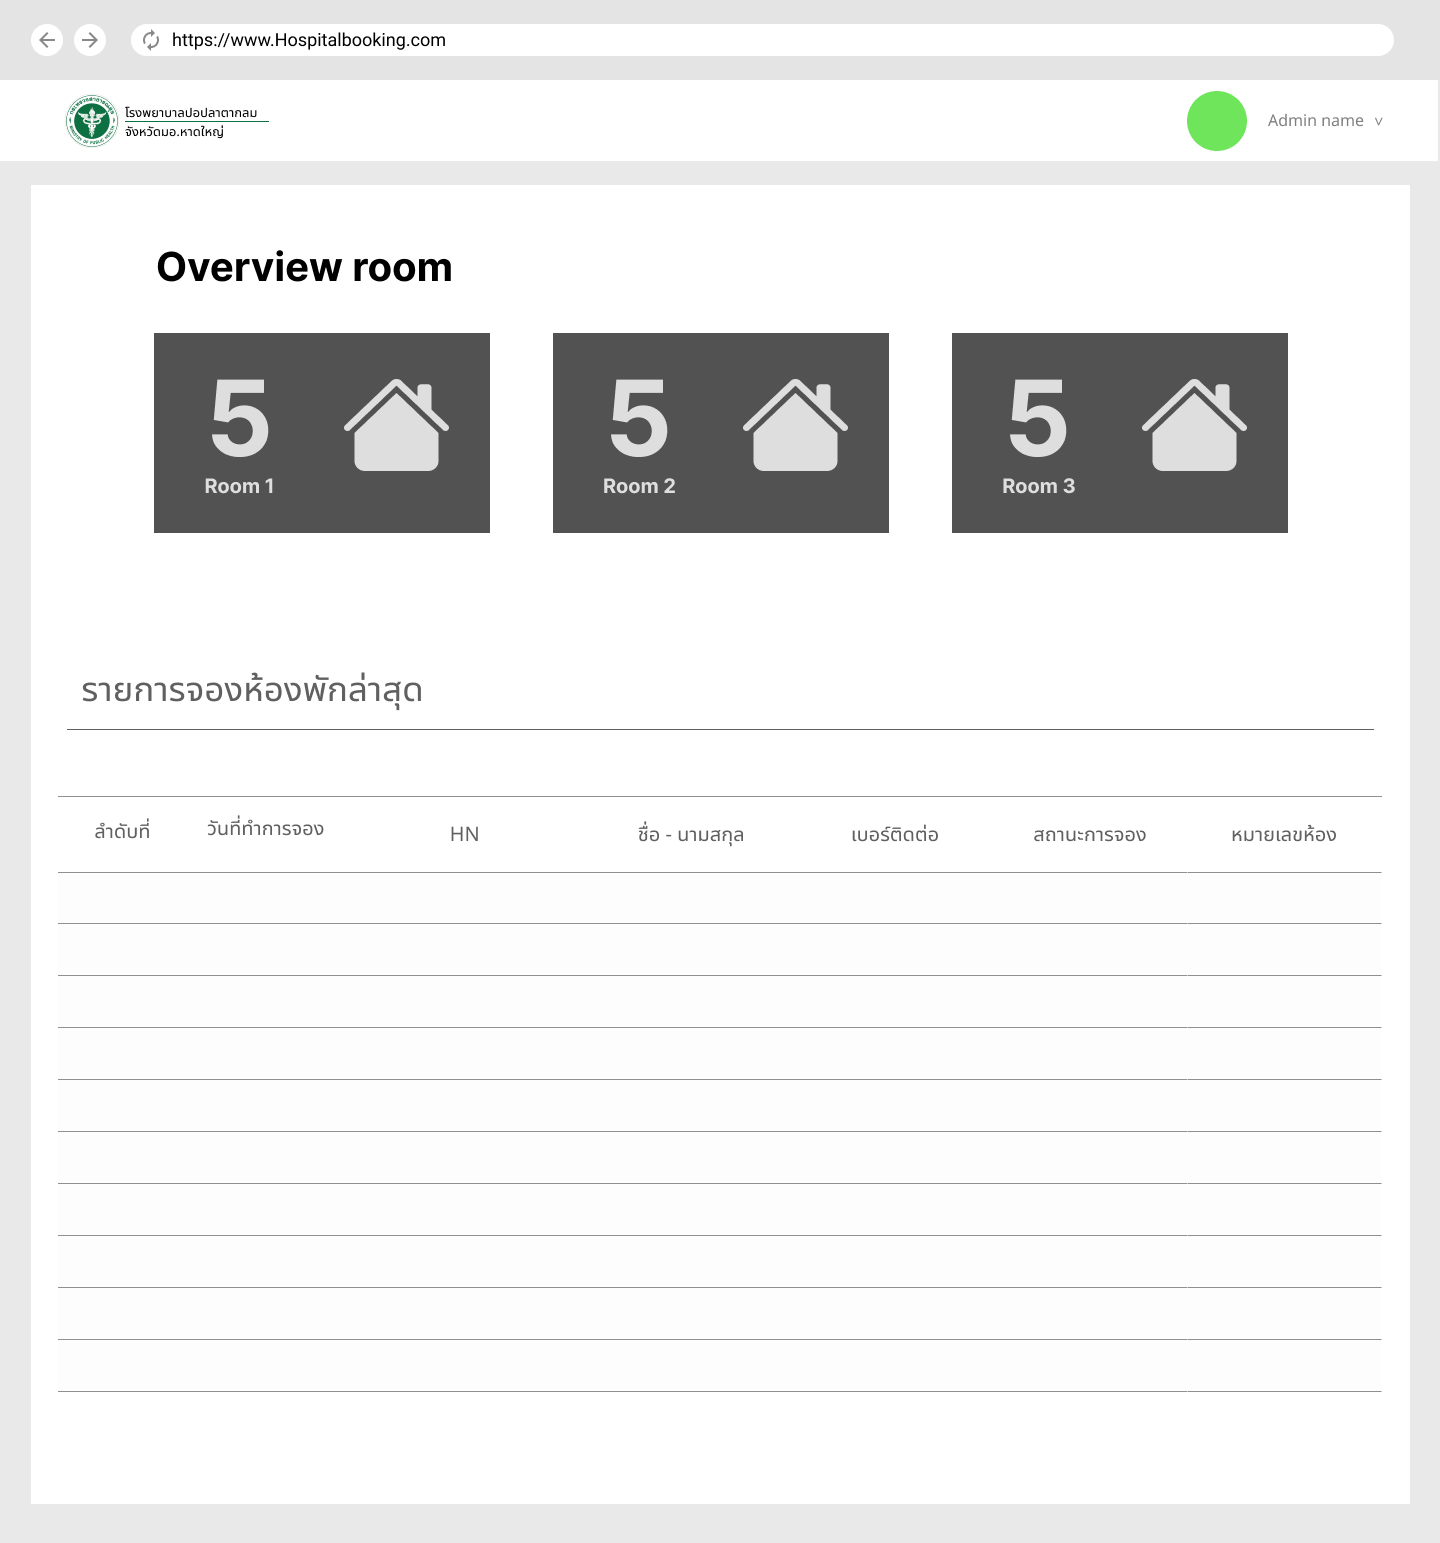 https://www.Hospitalbooking.com
โรงพยาบาลปอปลาตากลม
จังหวัดมอ.หาดใหญ่
Admin name v
Overview room
5 5 5
Room 1 Room 2 Room 3
รายการจองห้องพักล่าสุด
ลำดับที่ วันที่ทำการจอง HN ชื่อ - นามสกุล เบอร์ติดต่อ สถานะการจอง หมายเลขห้อง